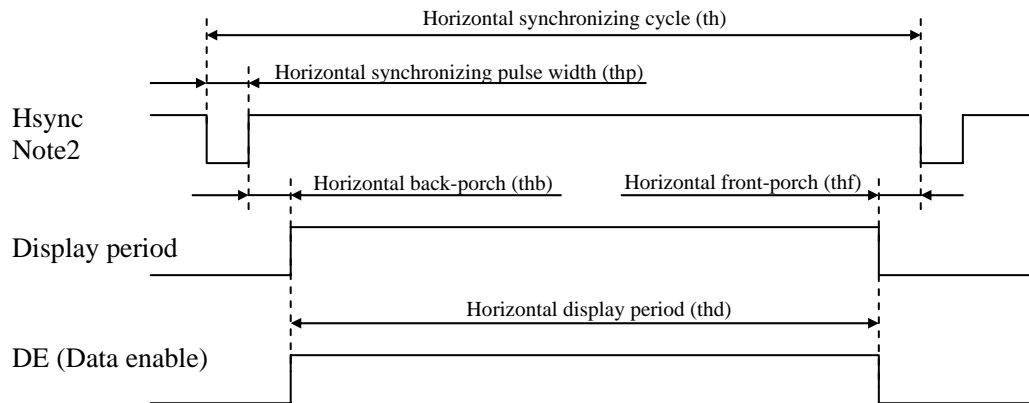 Horizontal synchronizing cycle (th)
Horizontal synchronizing pulse width (thp)
Hsync
Note2
Horizontal back-porch (thb)
Horizontal front-porch (thf)
Display period
Horizontal display period (thd)
DE (Data enable)